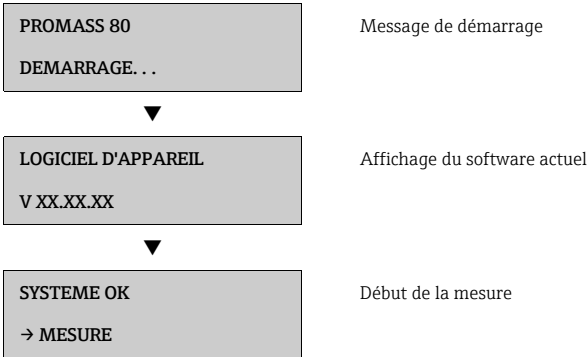 PROMASS 80
Message de démarrage
DEMARRAGE. . .
▼
LOGICIEL D'APPAREIL
Affichage du software actuel
V XX.XX.XX
▼
SYSTEME OK
Début de la mesure
→ MESURE